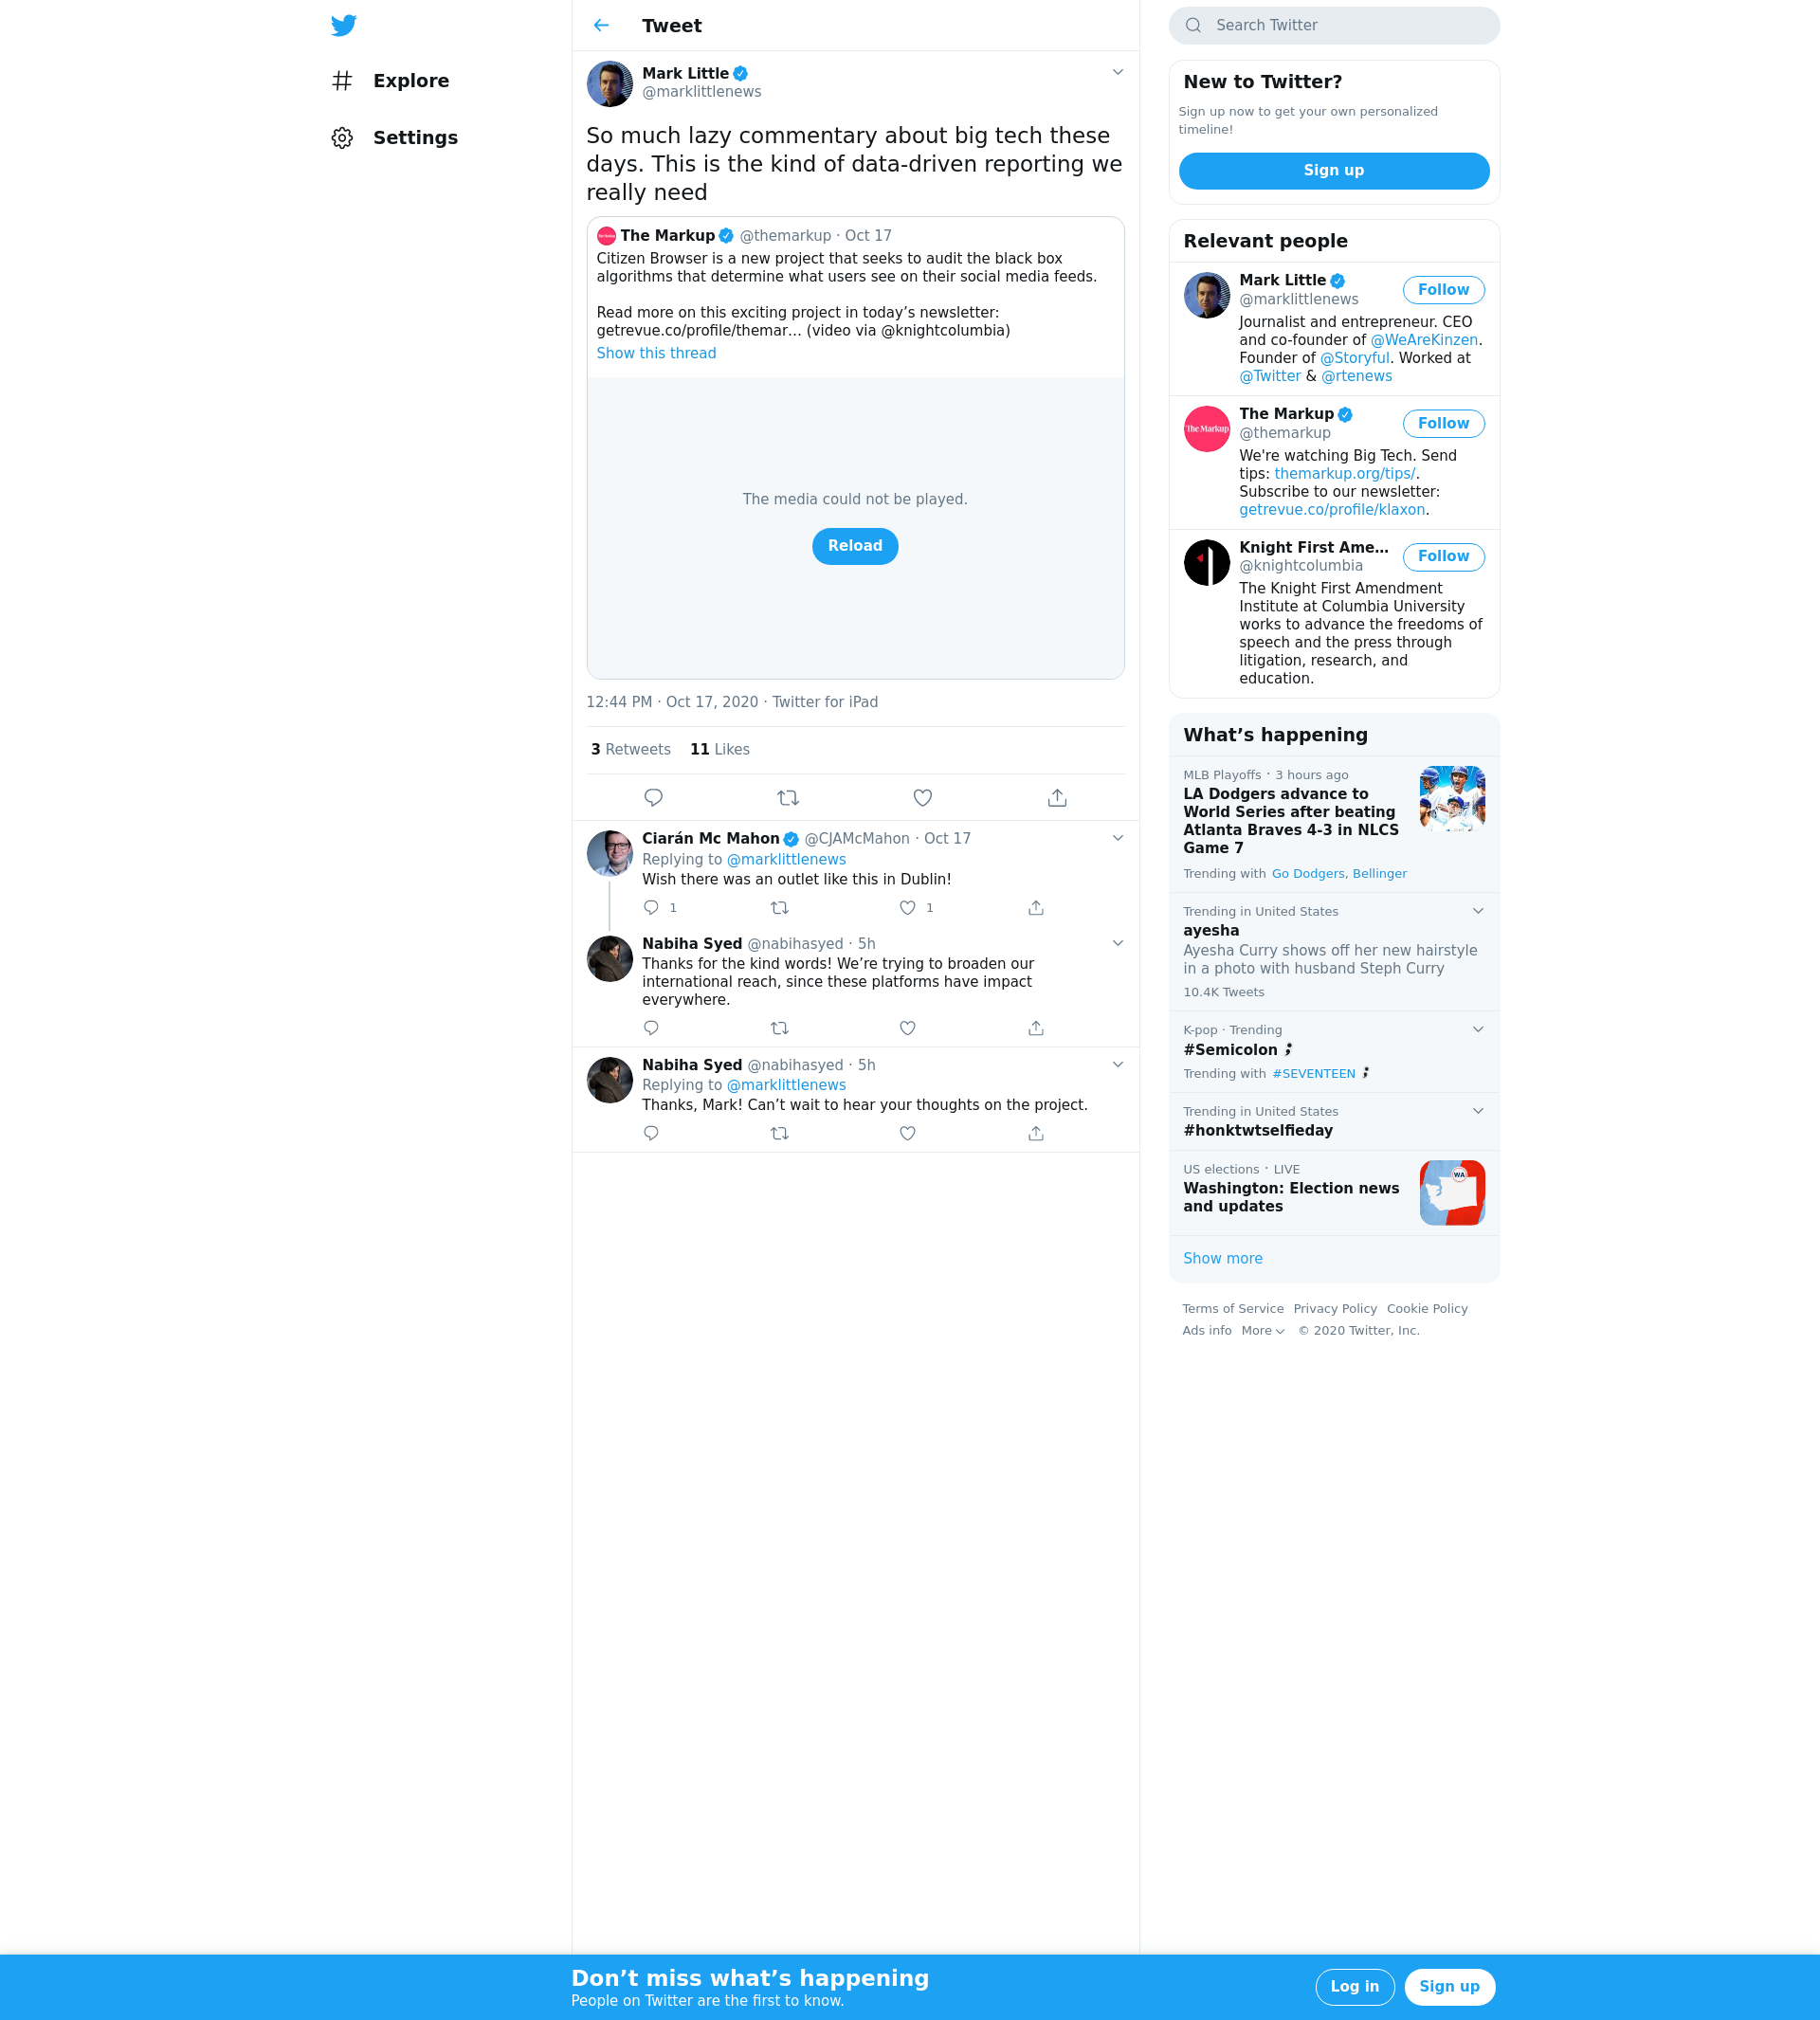 Explore
Settings
Tweet
Mark Little
@marklittlenews
So much lazy commentary about big tech these
days. This is the kind of data-driven reporting we
really need
The Markup @themarkup · Oct 17
Citizen Browser is a new project that seeks to audit the black box
algorithms that determine what users see on their social media feeds.
Read more on this exciting project in today’s newsletter:
getrevue.co/profile/themar… (video via @knightcolumbia)
Show this thread
The media could not be played.
Reload
12:44 PM · Oct 17, 2020 · Twitter for iPad
3 Retweets 11 Likes
Ciarán Mc Mahon @CJAMcMahon · Oct 17
Replying to @marklittlenews
Wish there was an outlet like this in Dublin!
1 1
Nabiha Syed @nabihasyed · 5h
Thanks for the kind words! We’re trying to broaden our
international reach, since these platforms have impact
everywhere.
Nabiha Syed @nabihasyed · 5h
Replying to @marklittlenews
Thanks, Mark! Can’t wait to hear your thoughts on the project.
Search Twitter
New to Twitter?
Sign up now to get your own personalized
timeline!
Sign up
Relevant people
Mark Little
@marklittlenews
Follow
Journalist and entrepreneur. CEO
and co-founder of @WeAreKinzen.
Founder of @Storyful. Worked at
@Twitter & @rtenews
The Markup
The Markup
@themarkup
Follow
We're watching Big Tech. Send
tips: themarkup.org/tips/.
Subscribe to our newsletter:
getrevue.co/profile/klaxon.
Knight First Ame…
@knightcolumbia
Follow
The Knight First Amendment
Institute at Columbia University
works to advance the freedoms of
speech and the press through
litigation, research, and
education.
What’s happening
MLB Playoffs · 3 hours ago
LA Dodgers advance to
World Series after beating
Atlanta Braves 4-3 in NLCS
Game 7
Trending with Go Dodgers, Bellinger
Trending in United States
ayesha
Ayesha Curry shows off her new hairstyle
in a photo with husband Steph Curry
10.4K Tweets
K-pop · Trending
#Semicolon
Trending with #SEVENTEEN
Trending in United States
#honktwtselfieday
US elections · LIVE
Washington: Election news
and updates
WA
Show more
Terms of Service Privacy Policy Cookie Policy
Ads info More © 2020 Twitter, Inc.
Don’t miss what’s happening
People on Twitter are the first to know.
Log in
Sign up